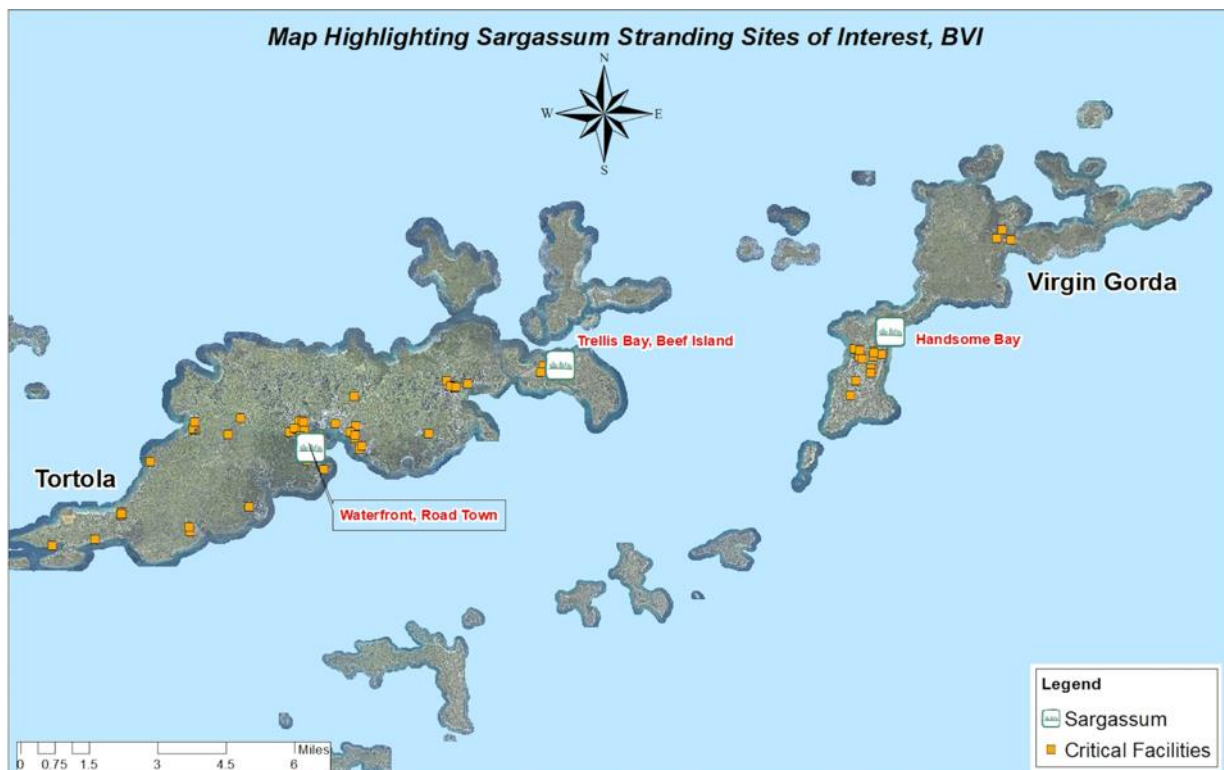 Map Highlighting Sargassum Stranding Sites of Interest, BVI
N
W
E
S
Virgin Gorda
Trellis Bay, Beef Island
Handsome Bay
Tortola
Waterfront, Road Town
Legend
Sargassum
Critical Facilities
Miles
0 0.75 1.5 3 4.5 6